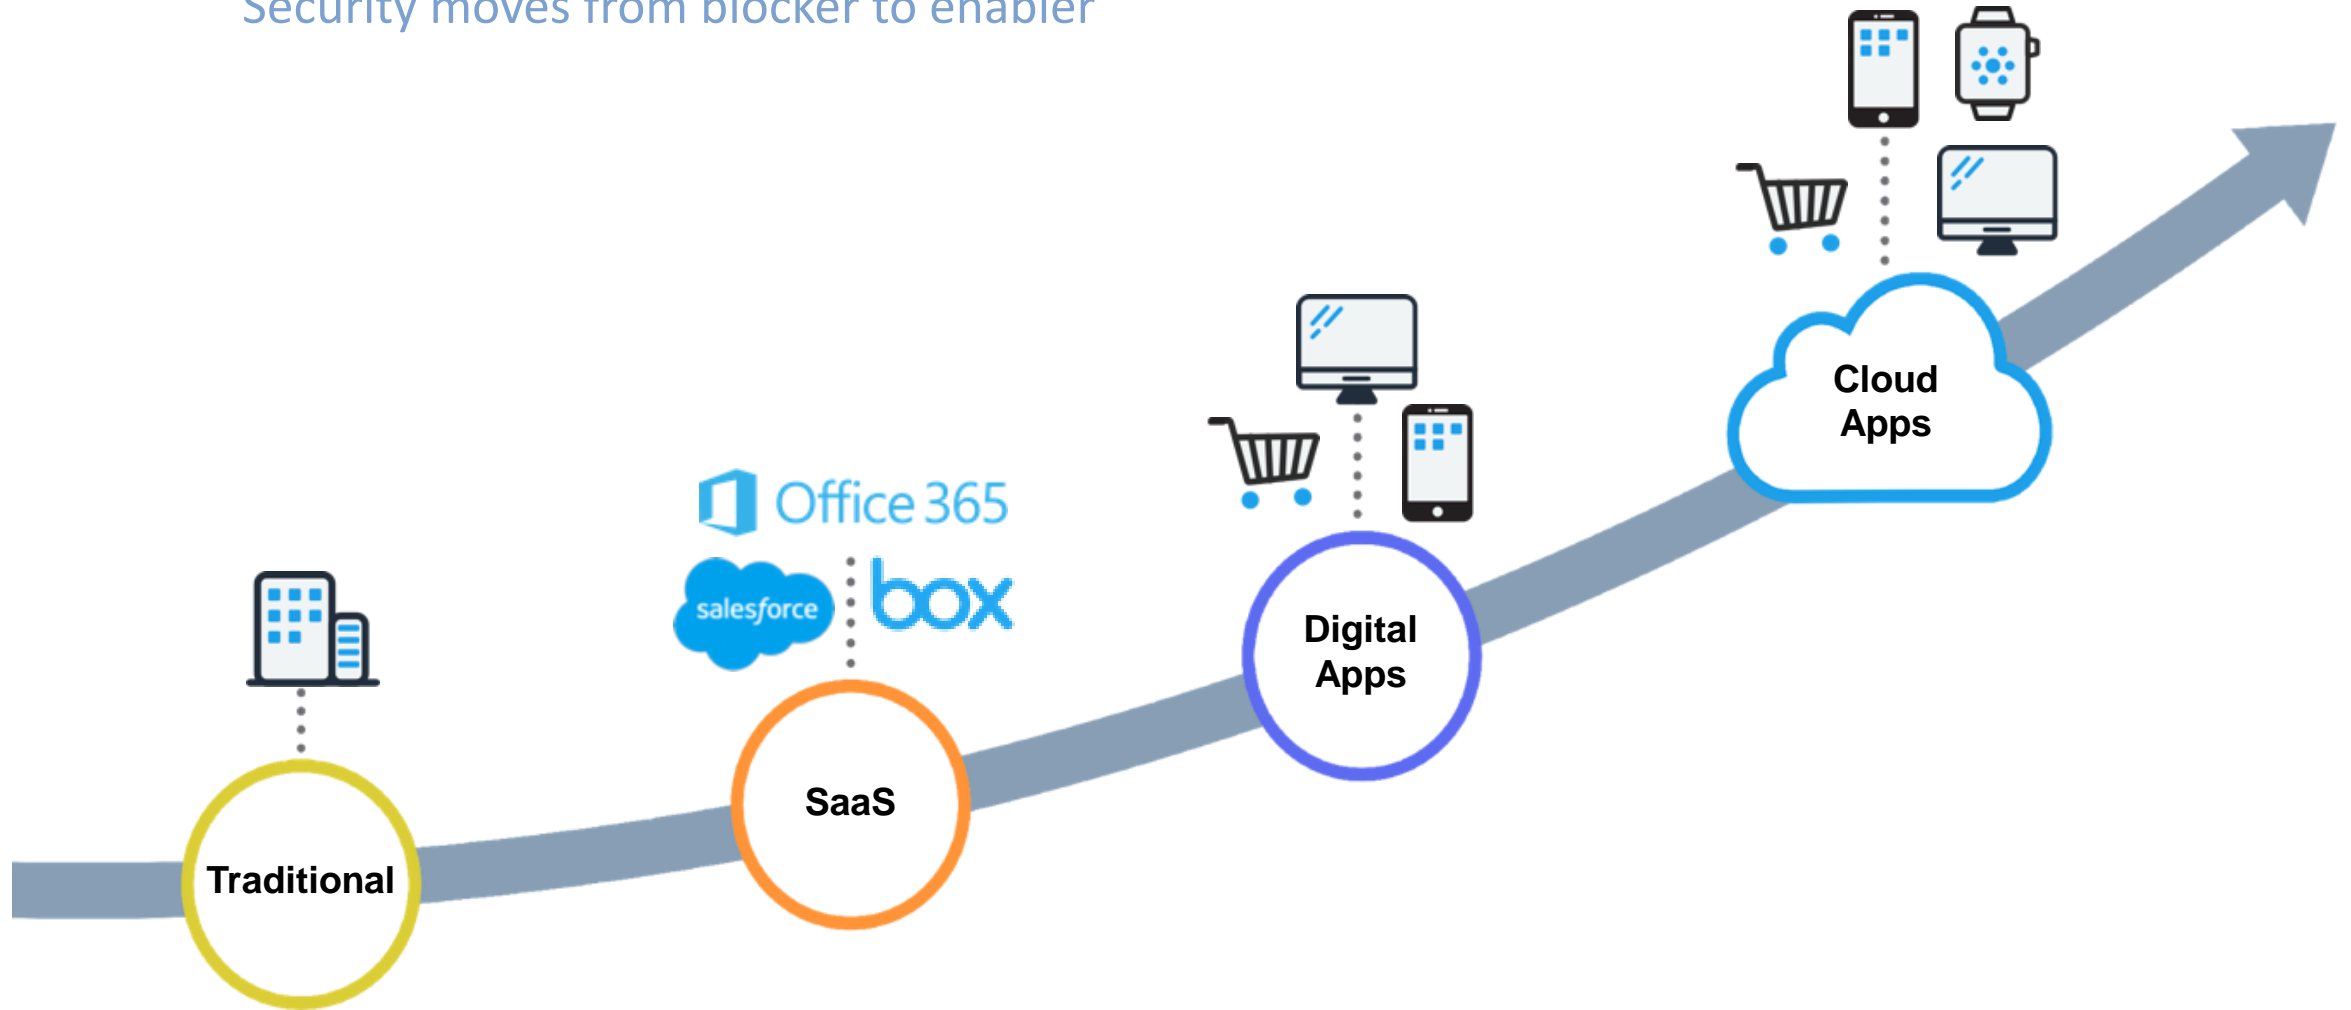 Security moves from blocker to enabler
Cloud
Apps
Office 365
salesforce
box
Digital
Apps
SaaS
Traditional